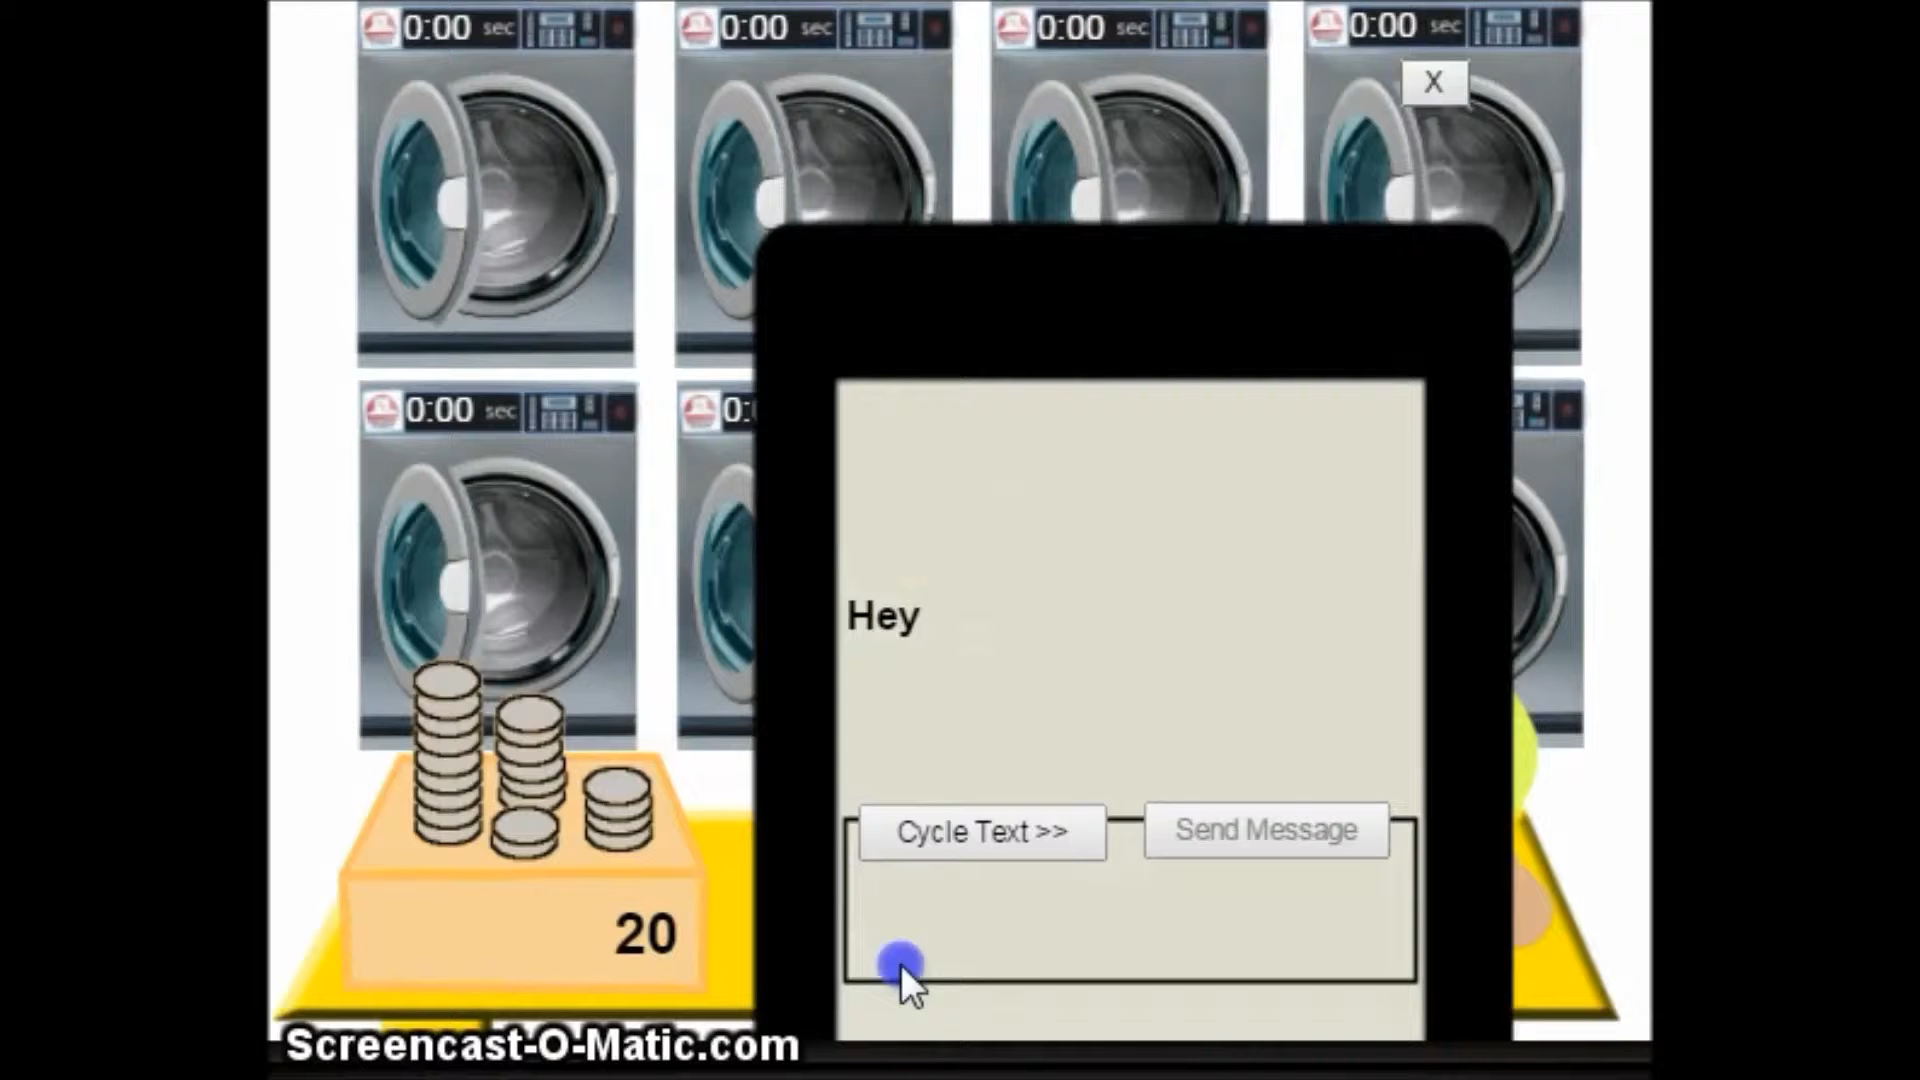 0:00 sec
0:00 sec
0:00 sec
0:00 sec
X
0:00 sec
Hey
Cycle Text >>
Send Message
20
Screencast-O-Matic.com